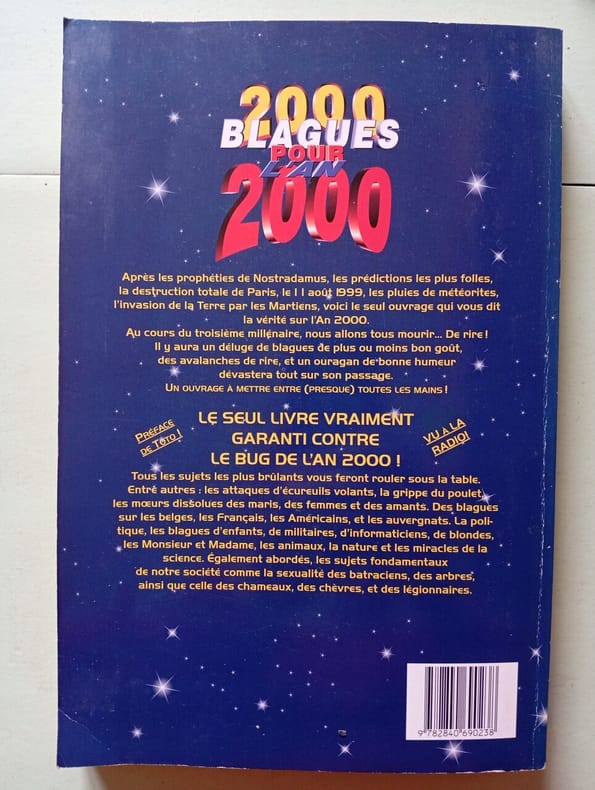 2000
BLAGUES
POUR
L'AN
2000
Après les prophéties de Nostradamus, les prédictions les plus folles,
la destruction totale de Paris, le 11 août 1999, les pluies de météorites,
l'invasion de la Terre par les Martiens, voici le seul ouvrage qui vous dit
la vérité sur l'An 2000.
Au cours du troisième millénaire, nous allons tous mourir... De rire !
Il y aura un déluge de blagues de plus ou moins bon goût,
des avalanches de rire, et un ouragan de bonne humeur
dévastera tout sur son passage.
UN OUVRAGE À METTRE ENTRE (PRESQUE) TOUTES LES MAINS !
PRÉFACE
DE TOTO !
LE SEUL LIVRE VRAIMENT
GARANTI CONTRE
LE BUG DE L'AN 2000 !
VU À LA
RADIO!
Tous les sujets les plus brûlants vous feront rouler sous la table.
Entre autres : les attaques d'écureuils volants, la grippe du poulet,
les mœurs dissolues des maris, des femmes et des amants. Des blagues
sur les belges, les Français, les Américains, et les auvergnats. La poli-
tique, les blagues d'enfants, de militaires, d'informaticiens, de blondes,
les Monsieur et Madame, les animaux, la nature et les miracles de la
science. Également abordés, les sujets fondamentaux
de notre société comme la sexualité des batraciens, des arbres,
ainsi que celle des chameaux, des chèvres, et des légionnaires.
9782840690238